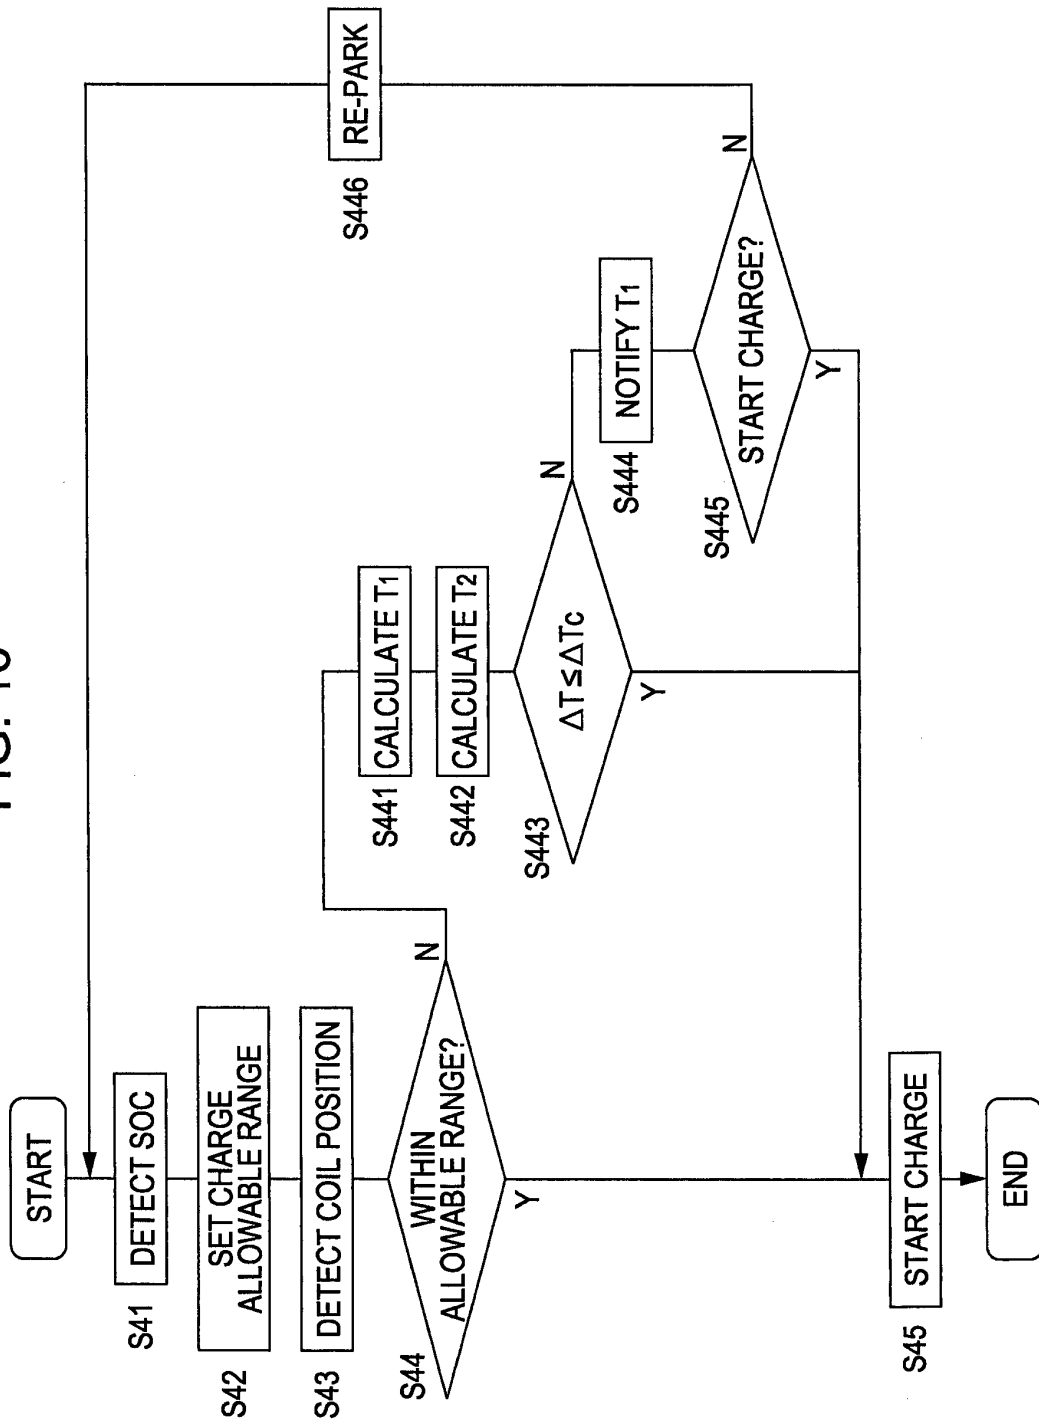 START
S41
DETECT SOC
S42
SET CHARGE
ALLOWABLE RANGE
S43
DETECT COIL POSITION
S44
WITHIN
ALLOWABLE RANGE?
N
Y
S441
CALCULATE T1
S442
CALCULATE T2
S443
ΔT≤ΔTc
N
Y
S444
NOTIFY T1
S445
START CHARGE?
N
Y
S446
RE-PARK
S45
START CHARGE
END